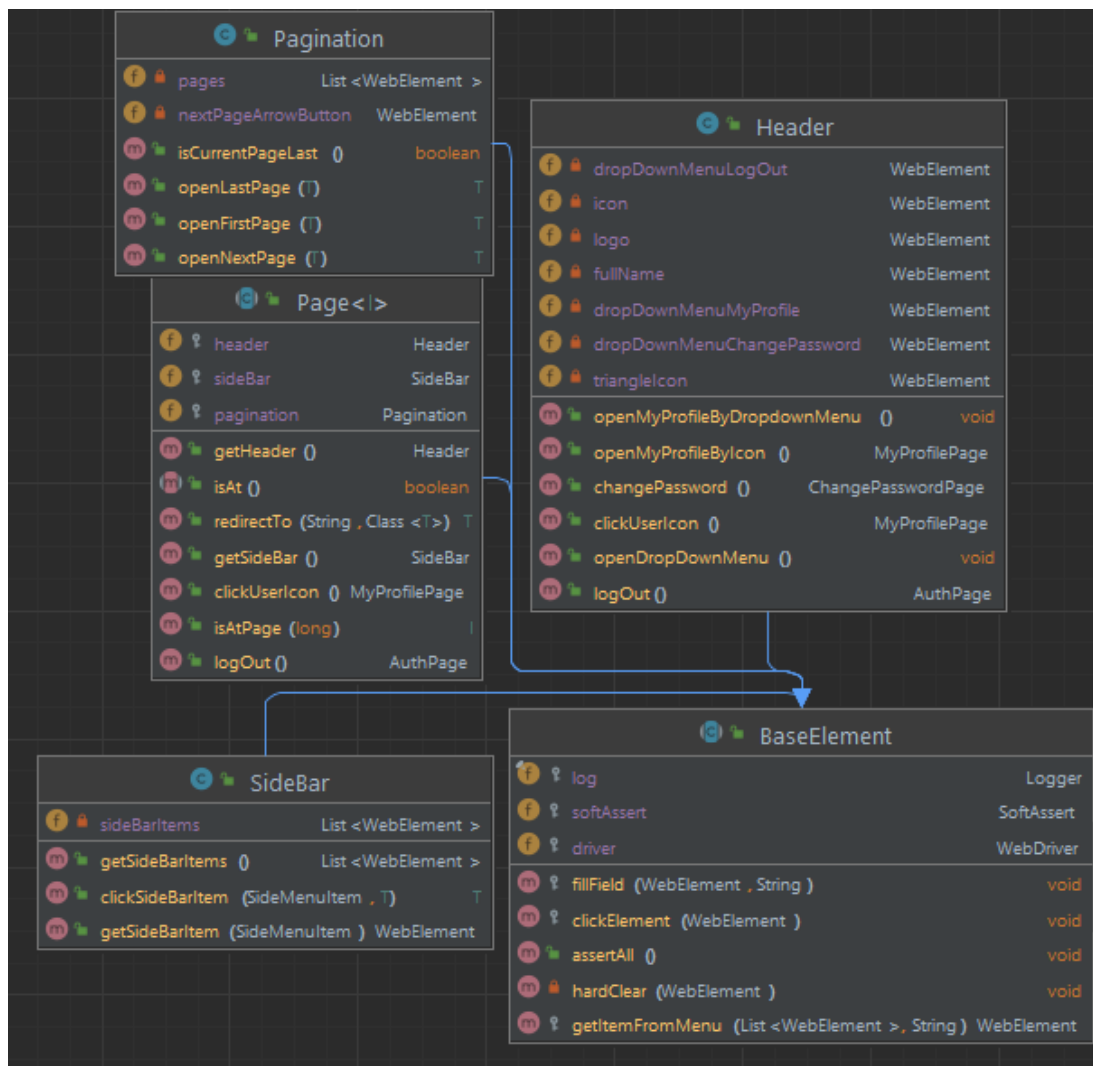 Pagination
pages List <WebElement >
nextPageArrowButton WebElement
isCurrentPageLast () boolean
openLastPage (T) T
openFirstPage (T) T
openNextPage (T) T
Page<I>
header Header
sideBar SideBar
pagination Pagination
getHeader () Header
isAt () boolean
redirectTo (String , Class <T>) T
getSideBar () SideBar
clickUserIcon () MyProfilePage
isAtPage (long) I
logOut () AuthPage
Header
dropDownMenuLogOut WebElement
icon WebElement
logo WebElement
fullName WebElement
dropDownMenuMyProfile WebElement
dropDownMenuChangePassword WebElement
triangleIcon WebElement
openMyProfileByDropdownMenu () void
openMyProfileByIcon () MyProfilePage
changePassword () ChangePasswordPage
clickUserIcon () MyProfilePage
openDropDownMenu () void
logOut () AuthPage
SideBar
sideBarItems List <WebElement >
getSideBarItems () List <WebElement >
clickSideBarItem (SideMenuItem , T) T
getSideBarItem (SideMenuItem ) WebElement
BaseElement
log Logger
softAssert SoftAssert
driver WebDriver
fillField (WebElement , String ) void
clickElement (WebElement ) void
assertAll () void
hardClear (WebElement ) void
getItemFromMenu (List <WebElement >, String ) WebElement